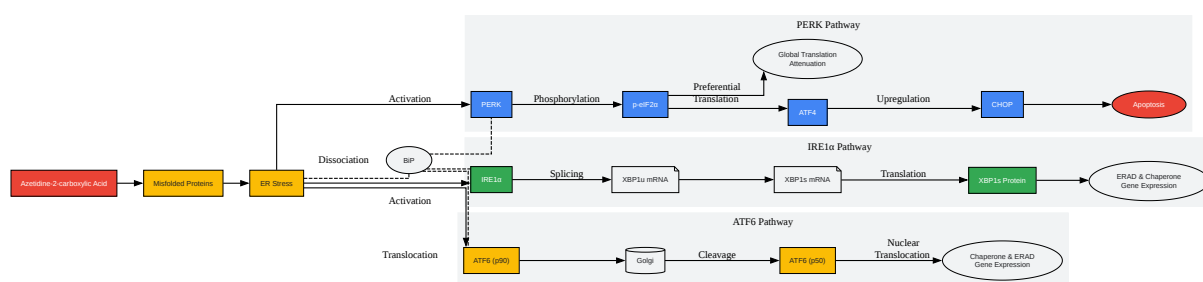 PERK Pathway
Global Translation
Attenuation
Preferential
Translation
Activation
PERK
Phosphorylation
p-eIF2α
ATF4
Upregulation
CHOP
Apoptosis
IRE1α Pathway
Dissociation
BiP
Azetidine-2-carboxylic Acid
Misfolded Proteins
ER Stress
IRE1α
Splicing
XBP1u mRNA
XBP1s mRNA
Translation
XBP1s Protein
ERAD & Chaperone
Gene Expression
Activation
ATF6 Pathway
Translocation
ATF6 (p90)
Golgi
Cleavage
ATF6 (p50)
Nuclear
Translocation
Chaperone & ERAD
Gene Expression